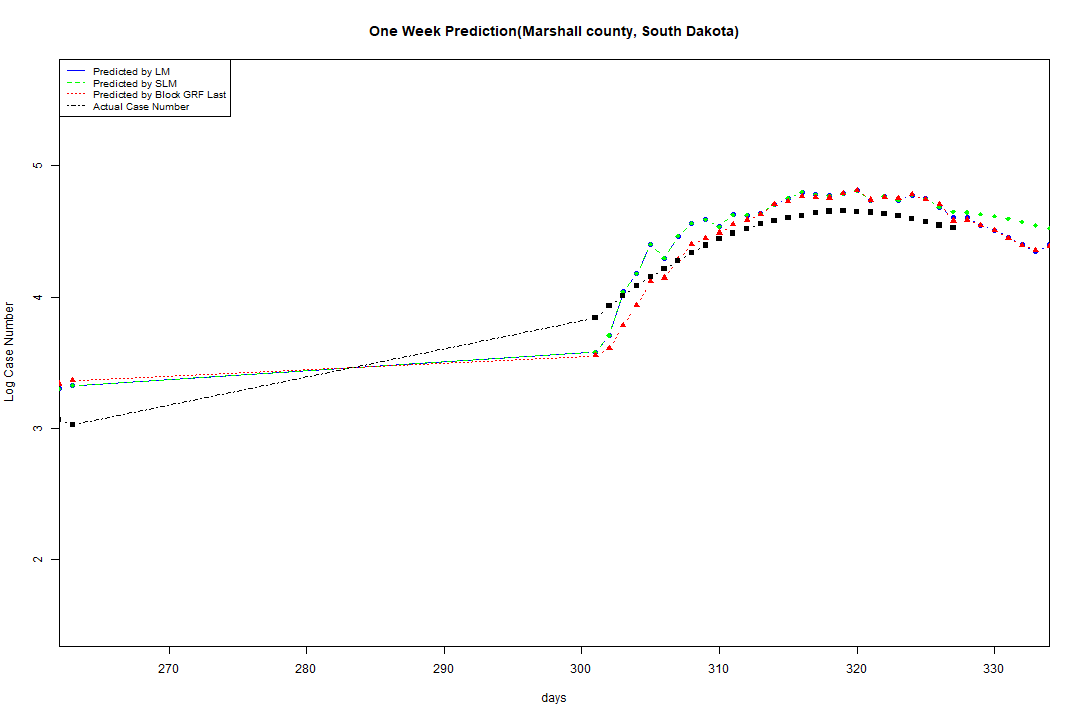 One Week Prediction(Marshall county, South Dakota)
Predicted by LM
Predicted by SLM
Predicted by Block GRF Last
Actual Case Number
5
4
3
2
Log Case Number
270 280 290 300 310 320 330
days